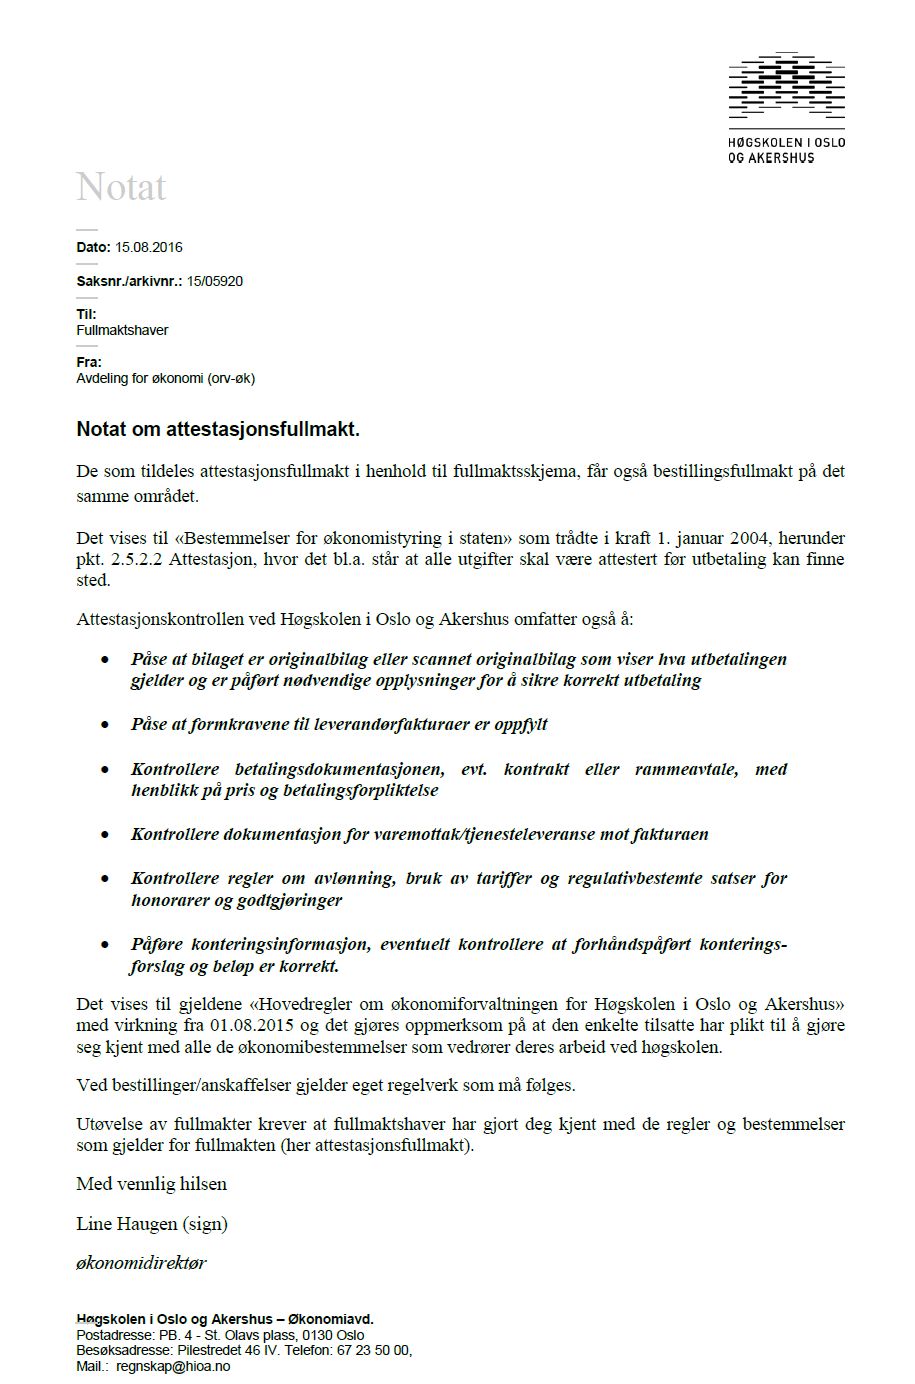 HØGSKOLEN I OSLO
OG AKERSHUS
Notat
Dato: 15.08.2016
Saksnr./arkivnr.: 15/05920
Til:
Fullmaktshaver
Fra:
Avdeling for økonomi (orv-øk)
Notat om attestasjonsfullmakt.
De som tildeles attestasjonsfullmakt i henhold til fullmaktsskjema, får også bestillingsfullmakt på det
samme området.
Det vises til «Bestemmelser for økonomistyring i staten» som trådte i kraft 1. januar 2004, herunder
pkt. 2.5.2.2 Attestasjon, hvor det bl.a. står at alle utgifter skal være attestert før utbetaling kan finne
sted.
Attestasjonskontrollen ved Høgskolen i Oslo og Akershus omfatter også å:
• Påse at bilaget er originalbilag eller scannet originalbilag som viser hva utbetalingen
gjelder og er påført nødvendige opplysninger for å sikre korrekt utbetaling
• Påse at formkravene til leverandørfakturaer er oppfylt
• Kontrollere betalingsdokumentasjonen, evt. kontrakt eller rammeavtale, med
henblikk på pris og betalingsforpliktelse
• Kontrollere dokumentasjon for varemottak/tjenesteleveranse mot fakturaen
• Kontrollere regler om avlønning, bruk av tariffer og regulativbestemte satser for
honorarer og godtgjøringer
• Påføre konteringsinformasjon, eventuelt kontrollere at forhåndspåført konterings-
forslag og beløp er korrekt.
Det vises til gjeldene «Hovedregler om økonomiforvaltningen for Høgskolen i Oslo og Akershus»
med virkning fra 01.08.2015 og det gjøres oppmerksom på at den enkelte tilsatte har plikt til å gjøre
seg kjent med alle de økonomibestemmelser som vedrører deres arbeid ved høgskolen.
Ved bestillinger/anskaffelser gjelder eget regelverk som må følges.
Utøvelse av fullmakter krever at fullmaktshaver har gjort deg kjent med de regler og bestemmelser
som gjelder for fullmakten (her attestasjonsfullmakt).
Med vennlig hilsen
Line Haugen (sign)
økonomidirektør
Høgskolen i Oslo og Akershus – Økonomiavd.
Postadresse: PB. 4 - St. Olavs plass, 0130 Oslo
Besøksadresse: Pilestredet 46 IV. Telefon: 67 23 50 00,
Mail.: regnskap@hioa.no